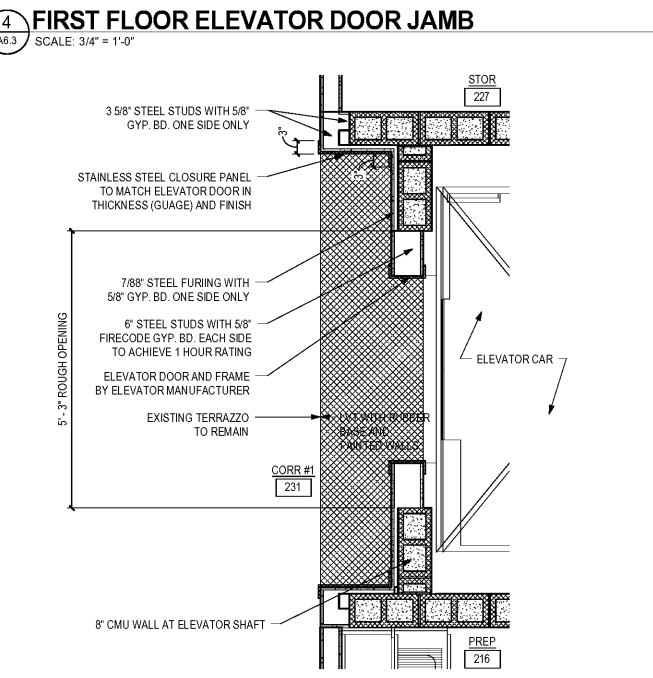 4
A6.3
FIRST FLOOR ELEVATOR DOOR JAMB
SCALE: 3/4" = 1'-0"
STOR
227
3 5/8" STEEL STUDS WITH 5/8"
GYP. BD. ONE SIDE ONLY
3"
3"
STAINLESS STEEL CLOSURE PANEL
TO MATCH ELEVATOR DOOR IN
THICKNESS (GUAGE) AND FINISH
7/88" STEEL FURIING WITH
5/8" GYP. BD. ONE SIDE ONLY
6" STEEL STUDS WITH 5/8"
FIRECODE GYP. BD. EACH SIDE
TO ACHIEVE 1 HOUR RATING
ELEVATOR CAR
5' - 3" ROUGH OPENING
ELEVATOR DOOR AND FRAME
BY ELEVATOR MANUFACTURER
EXISTING TERRAZZO
TO REMAIN
LVT WITH RUBBER
BASE AND
PAINTED WALLS
CORR #1
231
8" CMU WALL AT ELEVATOR SHAFT
PREP
216